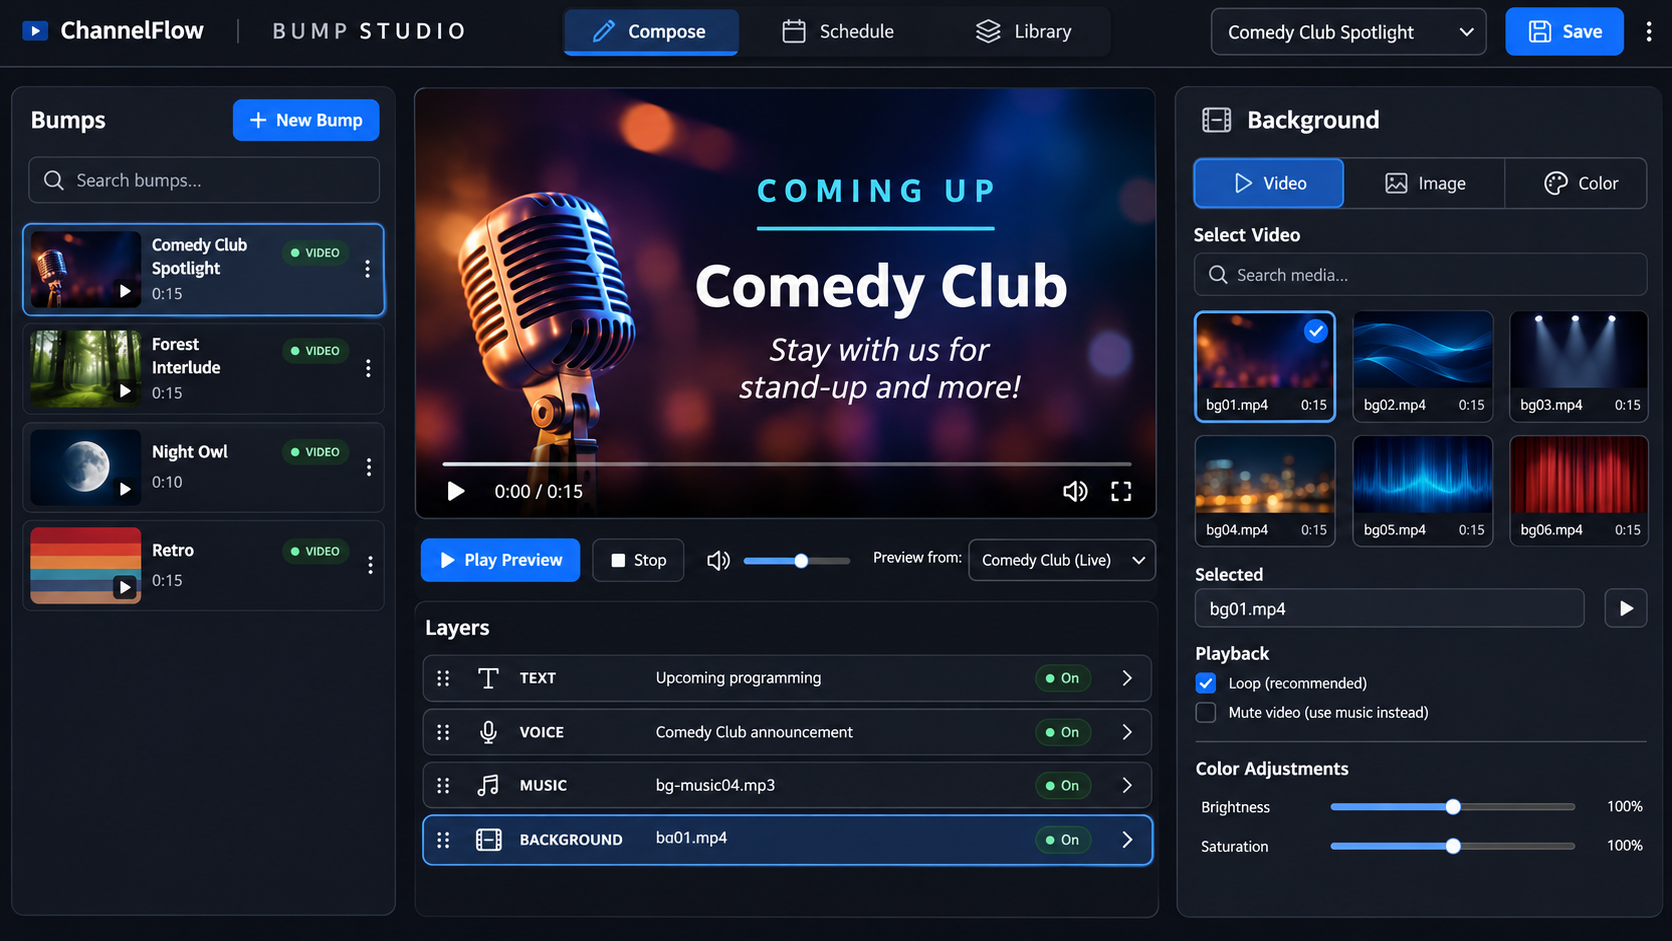 ChannelFlow
BUMP STUDIO
Compose
Schedule
Library
Comedy Club Spotlight
Save
Bumps
+ New Bump
Search bumps...
Comedy Club
Spotlight
VIDEO
0:15
Forest
Interlude
VIDEO
0:15
Night Owl
VIDEO
0:10
Retro
VIDEO
0:15
COMING UP
Comedy Club
Stay with us for
stand-up and more!
0:00 / 0:15
Play Preview
Stop
Preview from:
Comedy Club (Live)
Layers
TEXT
Upcoming programming
On
VOICE
Comedy Club announcement
On
MUSIC
bg-music04.mp3
On
BACKGROUND
bg01.mp4
On
Background
Video
Image
Color
Select Video
Search media...
bg01.mp4 0:15
bg02.mp4 0:15
bg03.mp4 0:15
bg04.mp4 0:15
bg05.mp4 0:15
bg06.mp4 0:15
Selected
bg01.mp4
Playback
Loop (recommended)
Mute video (use music instead)
Color Adjustments
Brightness 100%
Saturation 100%